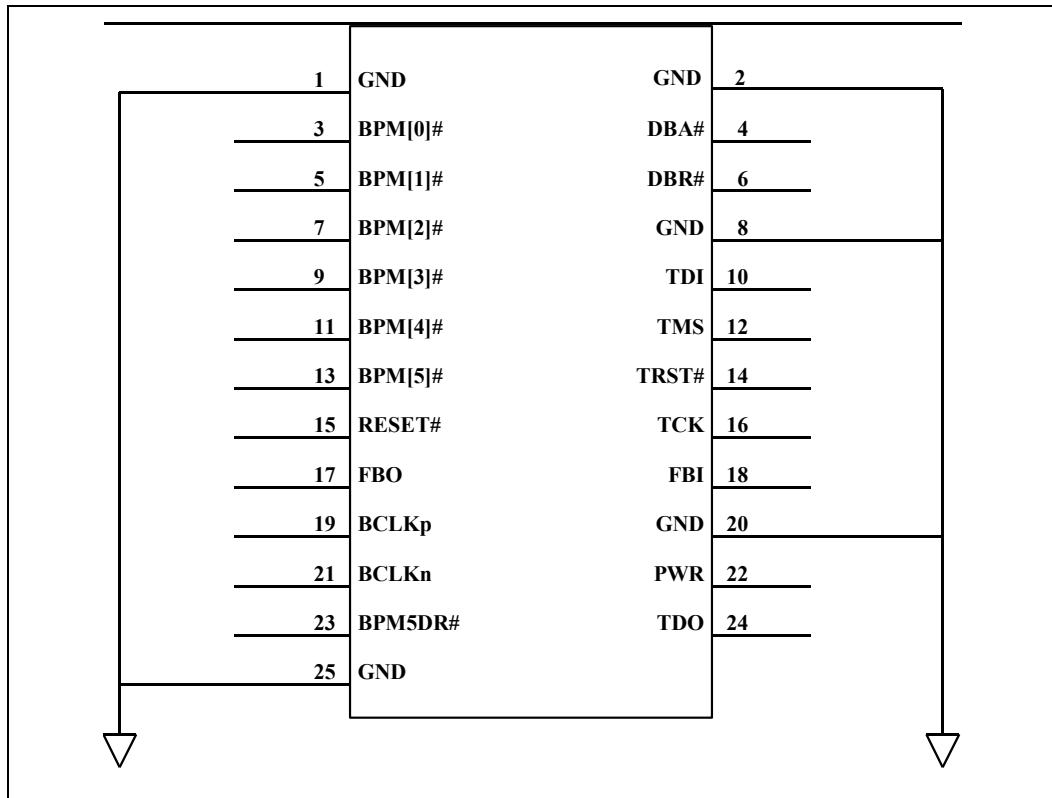 1 GND GND 2
3 BPM[0]# DBA# 4
5 BPM[1]# DBR# 6
7 BPM[2]# GND 8
9 BPM[3]# TDI 10
11 BPM[4]# TMS 12
13 BPM[5]# TRST# 14
15 RESET# TCK 16
17 FBO FBI 18
19 BCLKp GND 20
21 BCLKn PWR 22
23 BPM5DR# TDO 24
25 GND